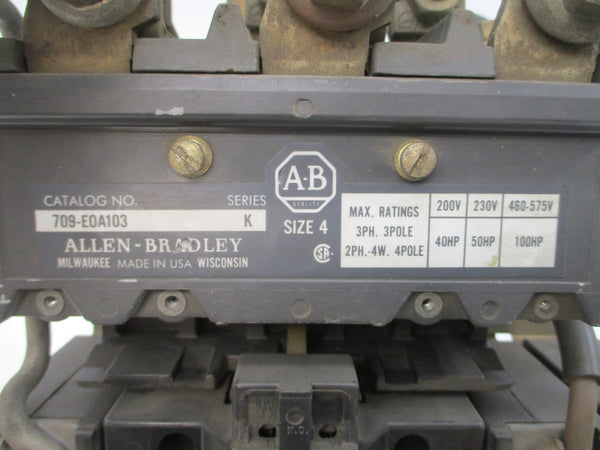 CATALOG NO. SERIES
709-EOA103 K
ALLEN-BRADLEY
MILWAUKEE MADE IN USA WISCONSIN
A-B
QUALITY
SIZE 4
SA
MAX. RATINGS 200V 230V 460-575V
3PH. 3POLE
2PH.-4W. 4POLE 40HP 50HP 100HP
N.O.